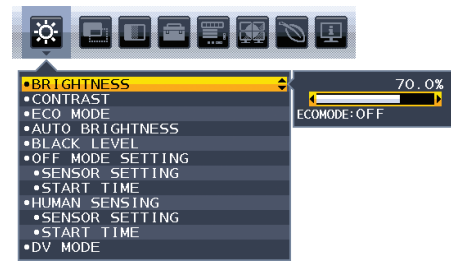 •BRIGHTNESS
•CONTRAST
•ECO MODE
•AUTO BRIGHTNESS
•BLACK LEVEL
•OFF MODE SETTING
•SENSOR SETTING
•START TIME
•HUMAN SENSING
•SENSOR SETTING
•START TIME
•DV MODE
70.0%
ECOMODE:OFF